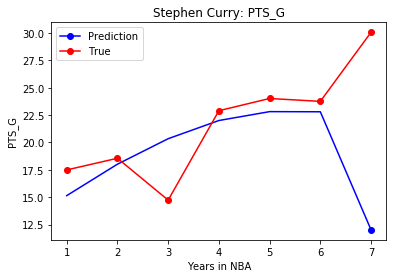 Stephen Curry: PTS_G
Prediction
True
30.0
27.5
25.0
22.5
20.0
17.5
15.0
12.5
PTS_G
1 2 3 4 5 6 7
Years in NBA